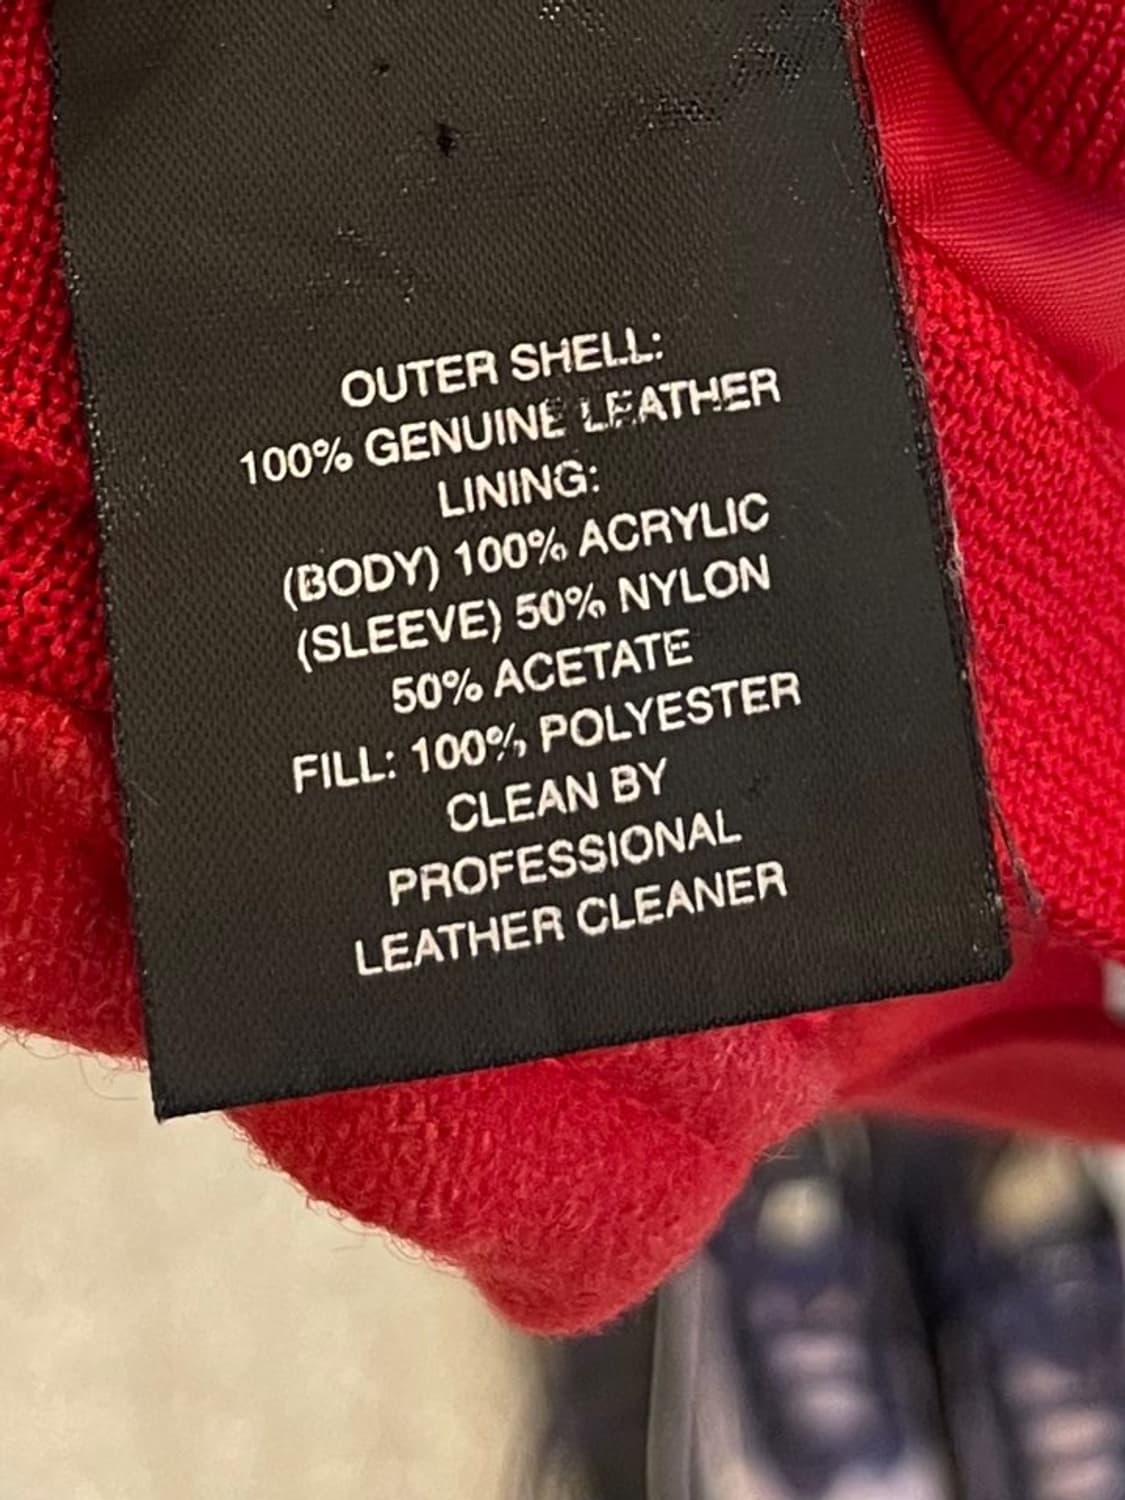 OUTER SHELL:
100% GENUINE LEATHER
LINING:
(BODY) 100% ACRYLIC
(SLEEVE) 50% NYLON
50% ACETATE
FILL: 100% POLYESTER
CLEAN BY
PROFESSIONAL
LEATHER CLEANER